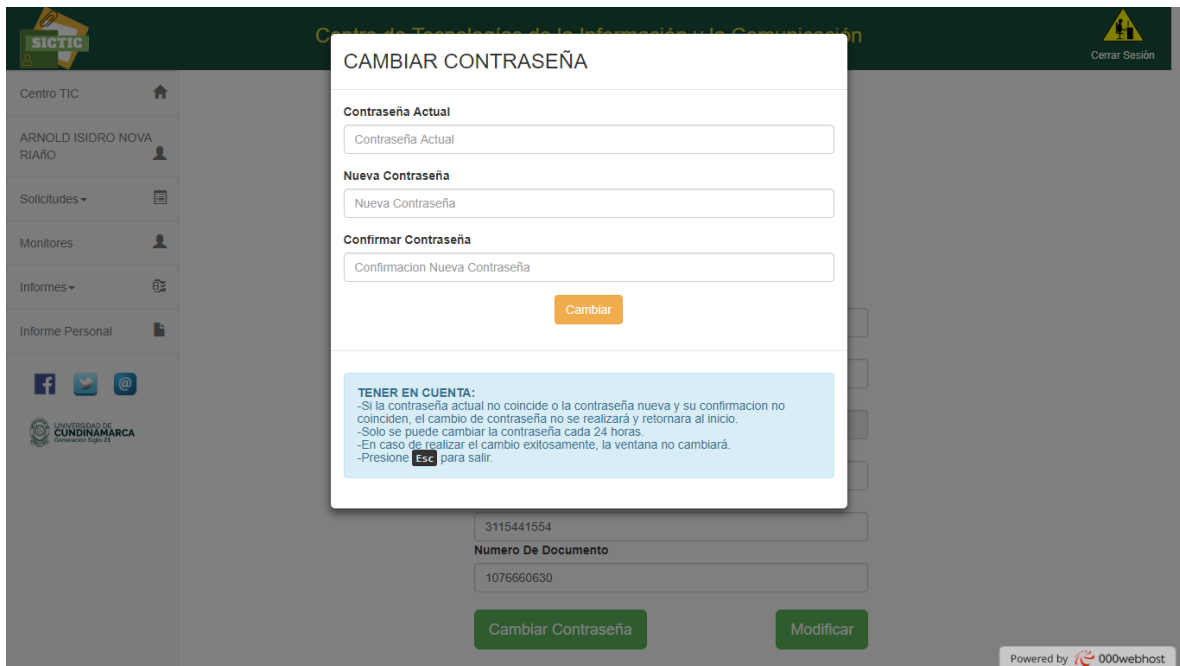 SICTIC
Centro de Tecnologías de la Información y la Comunicación
Cerrar Sesión
Centro TIC
ARNOLD ISIDRO NOVA
RIAñO
Solicitudes
Monitores
Informes
Informe Personal
UNIVERSIDAD DE
CUNDINAMARCA
Generación Siglo 21
CAMBIAR CONTRASEÑA
Contraseña Actual
Contraseña Actual
Nueva Contraseña
Nueva Contraseña
Confirmar Contraseña
Confirmacion Nueva Contraseña
Cambiar
TENER EN CUENTA:
-Si la contraseña actual no coincide o la contraseña nueva y su confirmacion no
coinciden, el cambio de contraseña no se realizará y retornara al inicio.
-Solo se puede cambiar la contraseña cada 24 horas.
-En caso de realizar el cambio exitosamente, la ventana no cambiará.
-Presione Esc para salir.
3115441554
Numero De Documento
1076660630
Cambiar Contraseña
Modificar
Powered by 000webhost